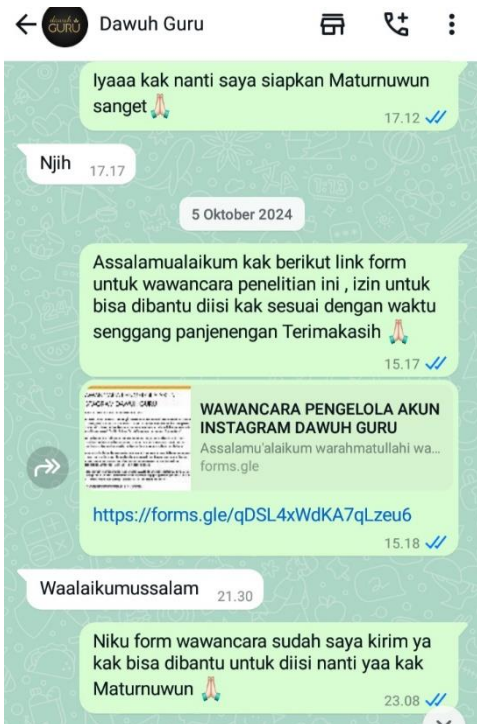 dawuh &
GURU
Dawuh Guru
Iyaaa kak nanti saya siapkan Maturnuwun
sanget 🙏🏻
17.12
Njih
17.17
5 Oktober 2024
Assalamualaikum kak berikut link form
untuk wawancara penelitian ini , izin untuk
bisa dibantu diisi kak sesuai dengan waktu
senggang panjenengan Terimakasih 🙏🏻
15.17
WAWANCARA PENGELOLA AKUN
INSTAGRAM DAWUH GURU
Assalamu'alaikum warahmatullahi wa...
forms.gle
https://forms.gle/qDSL4xWdKA7qLzeu6
15.18
Waalaikumussalam
21.30
Niku form wawancara sudah saya kirim ya
kak bisa dibantu untuk diisi nanti yaa kak
Maturnuwun 🙏🏻
23.08